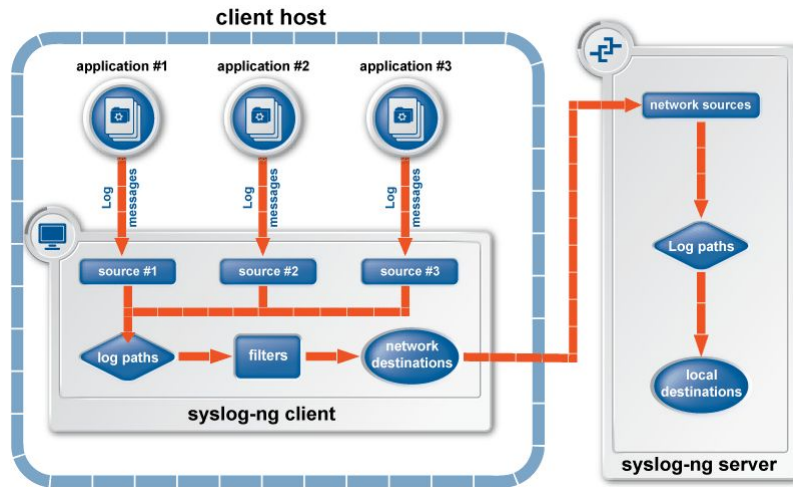 client host
application #1
application #2
application #3
Log
messages
Log
messages
Log
messages
source #1
source #2
source #3
log paths
filters
network
destinations
syslog-ng client
network sources
Log paths
local
destinations
syslog-ng server